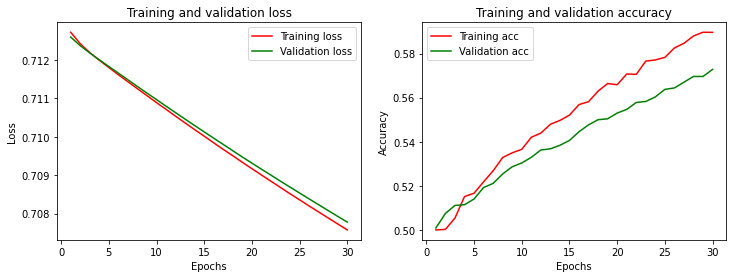 Training and validation loss
Training loss
Validation loss
0.712
0.711
0.710
0.709
0.708
Loss
0 5 10 15 20 25 30
Epochs
Training and validation accuracy
Training acc
Validation acc
0.58
0.56
0.54
0.52
0.50
Accuracy
0 5 10 15 20 25 30
Epochs